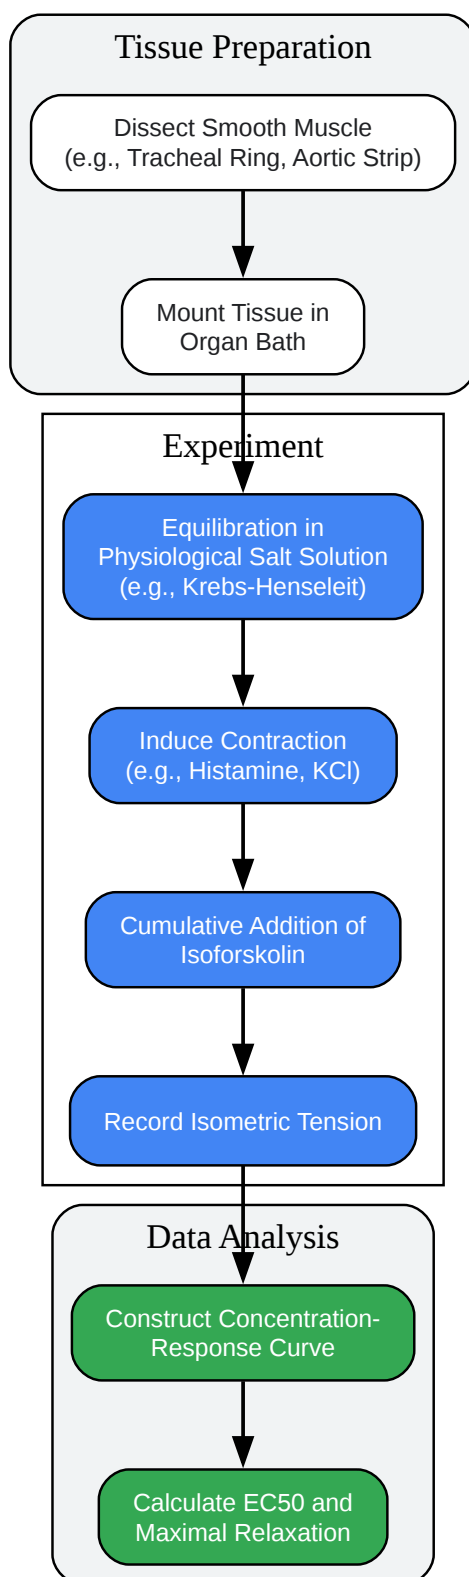 Tissue Preparation
Dissect Smooth Muscle
(e.g., Tracheal Ring, Aortic Strip)
Mount Tissue in
Organ Bath
Experiment
Equilibration in
Physiological Salt Solution
(e.g., Krebs-Henseleit)
Induce Contraction
(e.g., Histamine, KCl)
Cumulative Addition of
Isoforskolin
Record Isometric Tension
Data Analysis
Construct Concentration-
Response Curve
Calculate EC50 and
Maximal Relaxation